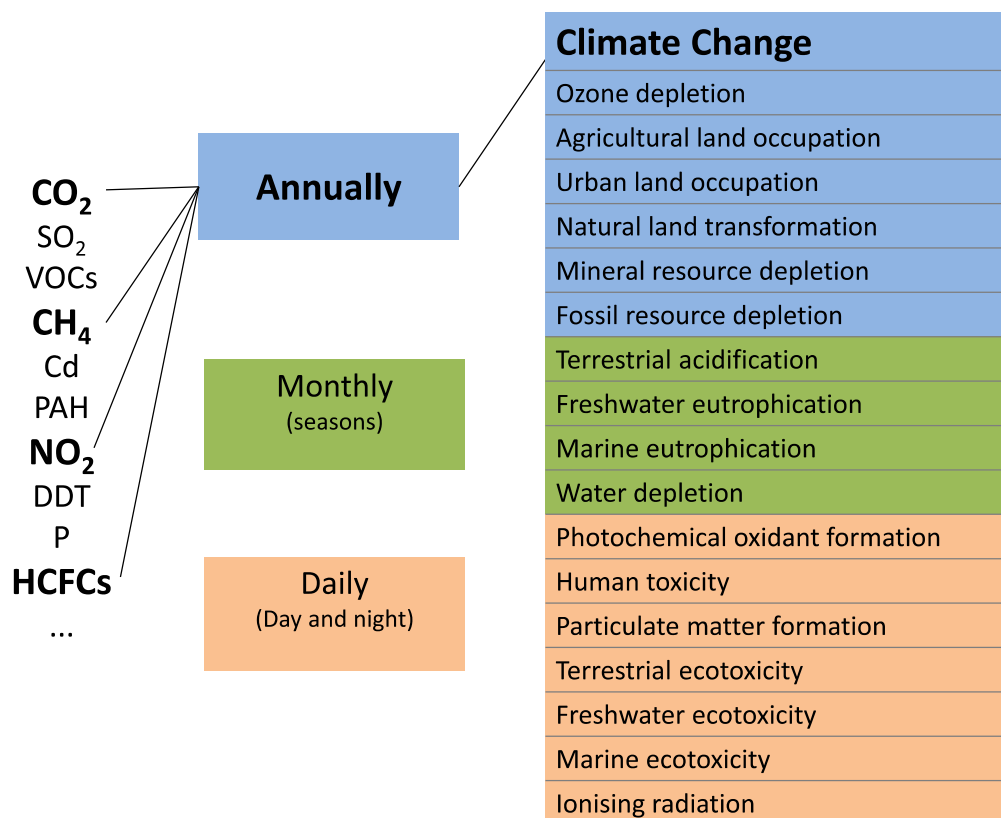 CO₂
SO₂
VOCs
CH₄
Cd
PAH
NO₂
DDT
P
HCFCs
...
Annually
Monthly
(seasons)
Daily
(Day and night)
Climate Change
Ozone depletion
Agricultural land occupation
Urban land occupation
Natural land transformation
Mineral resource depletion
Fossil resource depletion
Terrestrial acidification
Freshwater eutrophication
Marine eutrophication
Water depletion
Photochemical oxidant formation
Human toxicity
Particulate matter formation
Terrestrial ecotoxicity
Freshwater ecotoxicity
Marine ecotoxicity
Ionising radiation